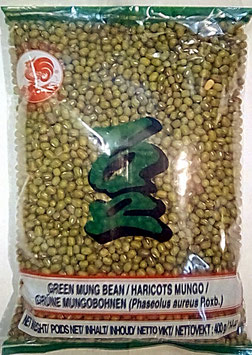 豆
GREEN MUNG BEAN / HARICOTS MUNGO /
GRÜNE MUNGOBOHNEN (Phaseolus aureus Roxb.)
NET WEIGHT/ POIDS NET/ INHALT/ INHOUD/ NETTO VIKT/ NETTOVEKT : 400g